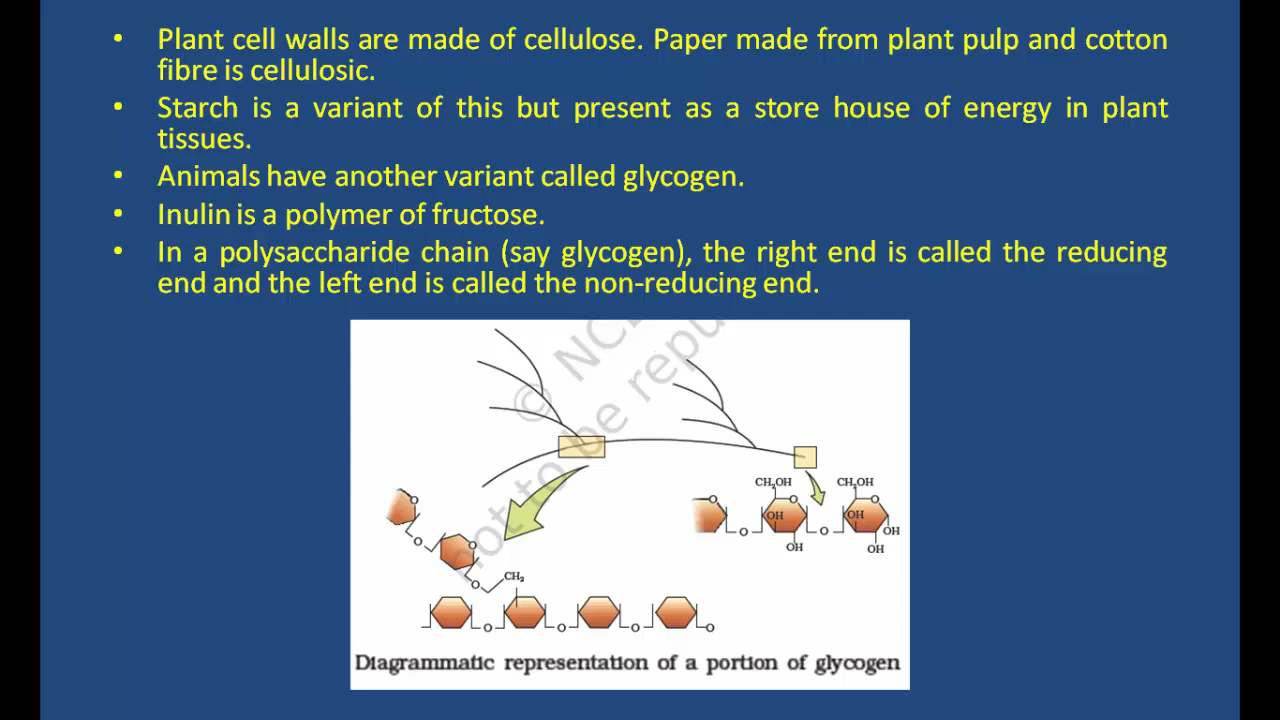 • Plant cell walls are made of cellulose. Paper made from plant pulp and cotton
fibre is cellulosic.
• Starch is a variant of this but present as a store house of energy in plant
tissues.
• Animals have another variant called glycogen.
• Inulin is a polymer of fructose.
• In a polysaccharide chain (say glycogen), the right end is called the reducing
end and the left end is called the non-reducing end.
©
not to be
CH₂OH CH₂OH
O O O
OH OH
O O OH
OH OH
O
O
O
O
O
CH₂
O O O O
Diagrammatic representation of a portion of glycogen